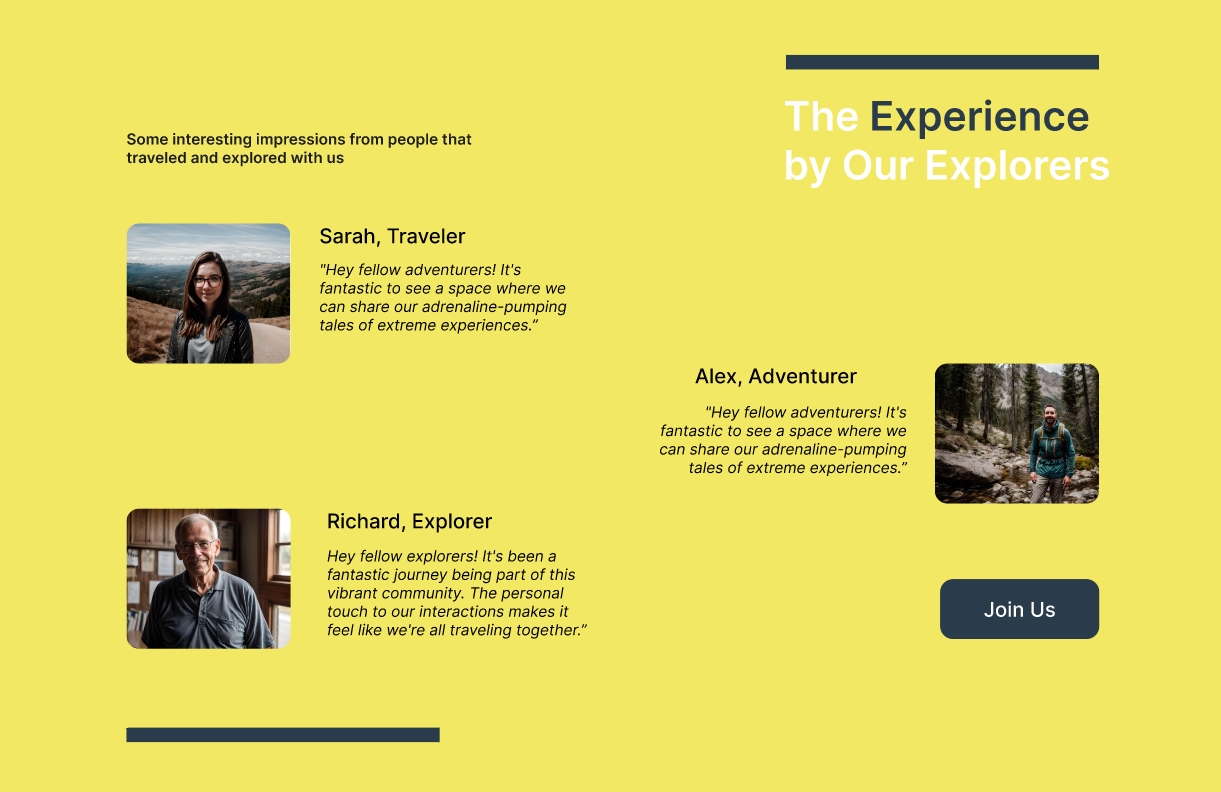 The Experience
by Our Explorers
Some interesting impressions from people that
traveled and explored with us
Sarah, Traveler
"Hey fellow adventurers! It's
fantastic to see a space where we
can share our adrenaline-pumping
tales of extreme experiences.”
Alex, Adventurer
"Hey fellow adventurers! It's
fantastic to see a space where we
can share our adrenaline-pumping
tales of extreme experiences.”
Richard, Explorer
Hey fellow explorers! It's been a
fantastic journey being part of this
vibrant community. The personal
touch to our interactions makes it
feel like we're all traveling together.”
Join Us